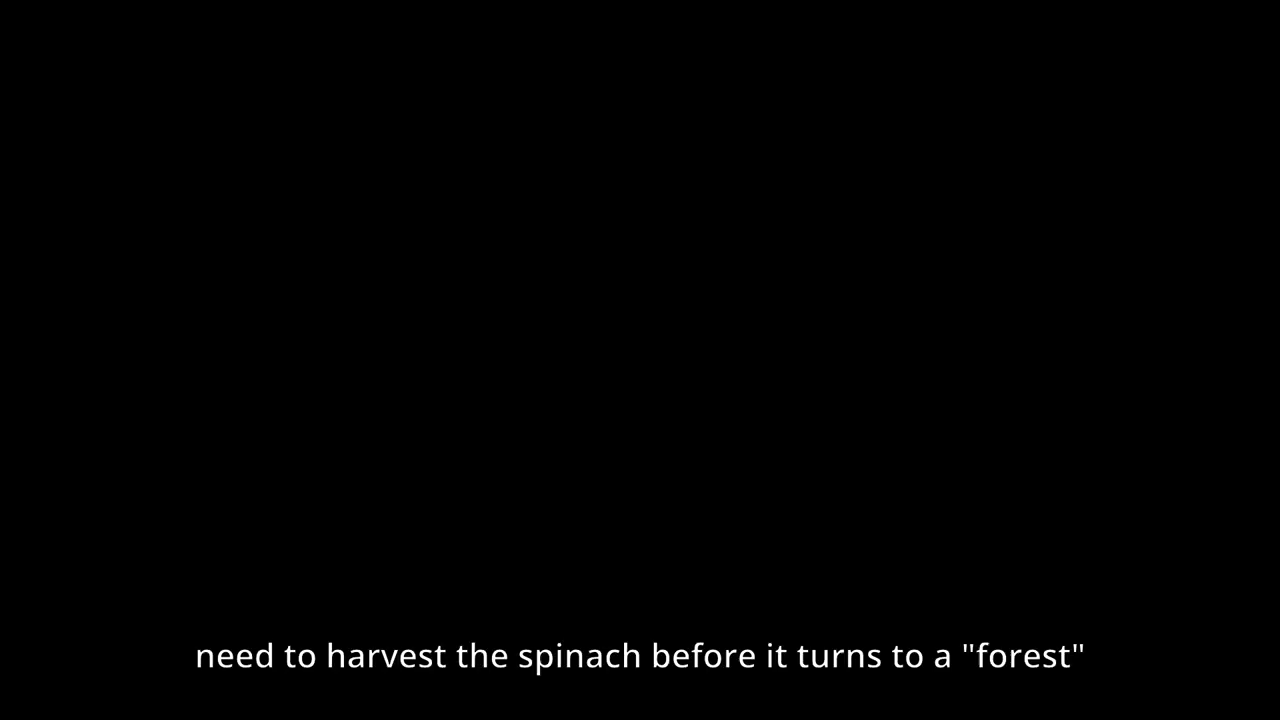 need to harvest the spinach before it turns to a "forest"